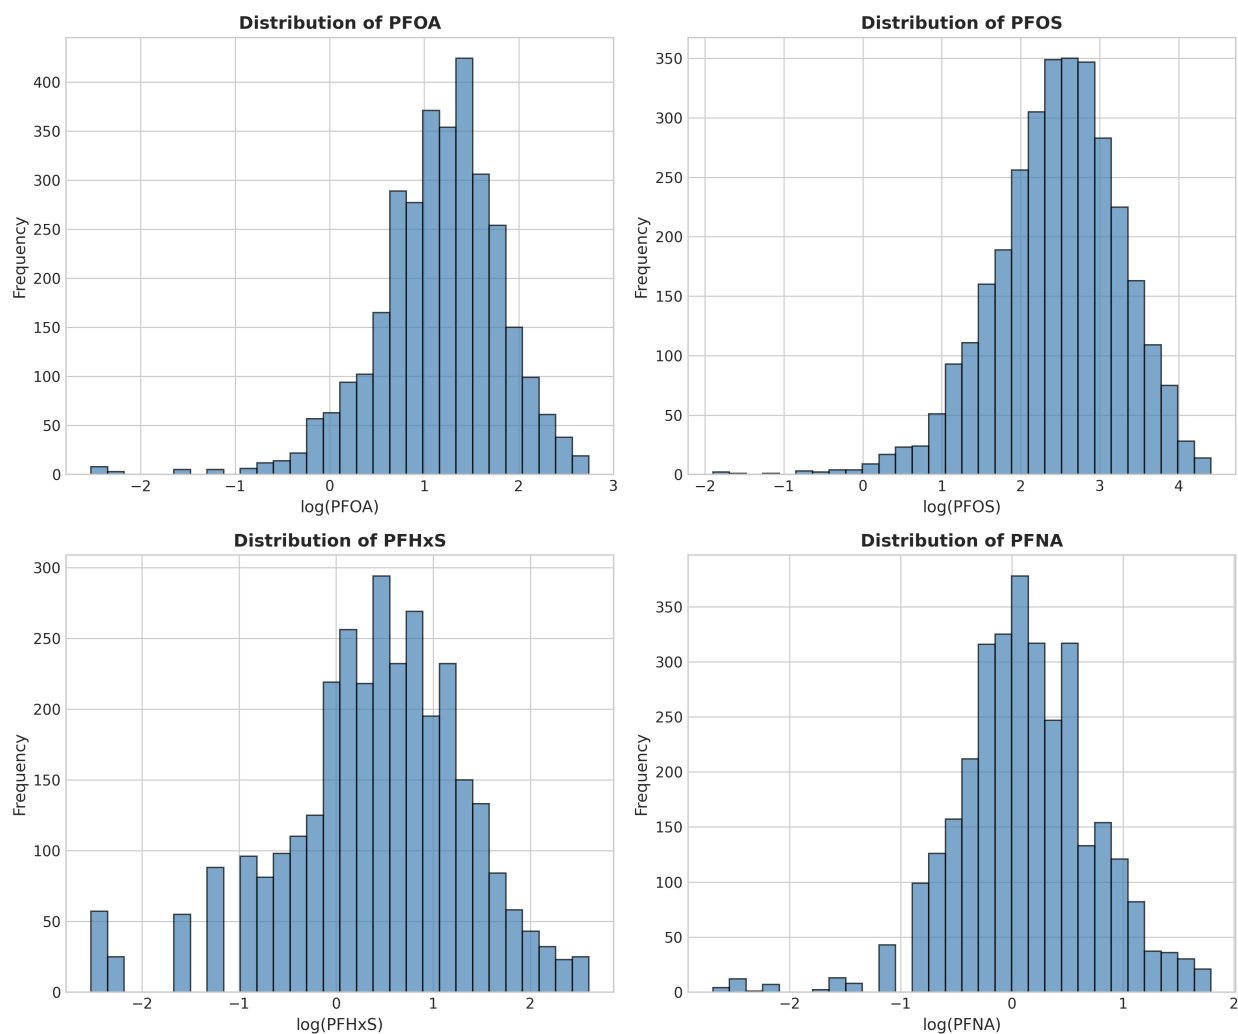 Distribution of PFOA
400
350
300
250
200
150
100
50
0
Frequency
−2 −1 0 1 2 3
log(PFOA)
Distribution of PFOS
350
300
250
200
150
100
50
0
Frequency
−2 −1 0 1 2 3 4
log(PFOS)
Distribution of PFHxS
300
250
200
150
100
50
0
Frequency
−2 −1 0 1 2
log(PFHxS)
Distribution of PFNA
350
300
250
200
150
100
50
0
Frequency
−2 −1 0 1 2
log(PFNA)